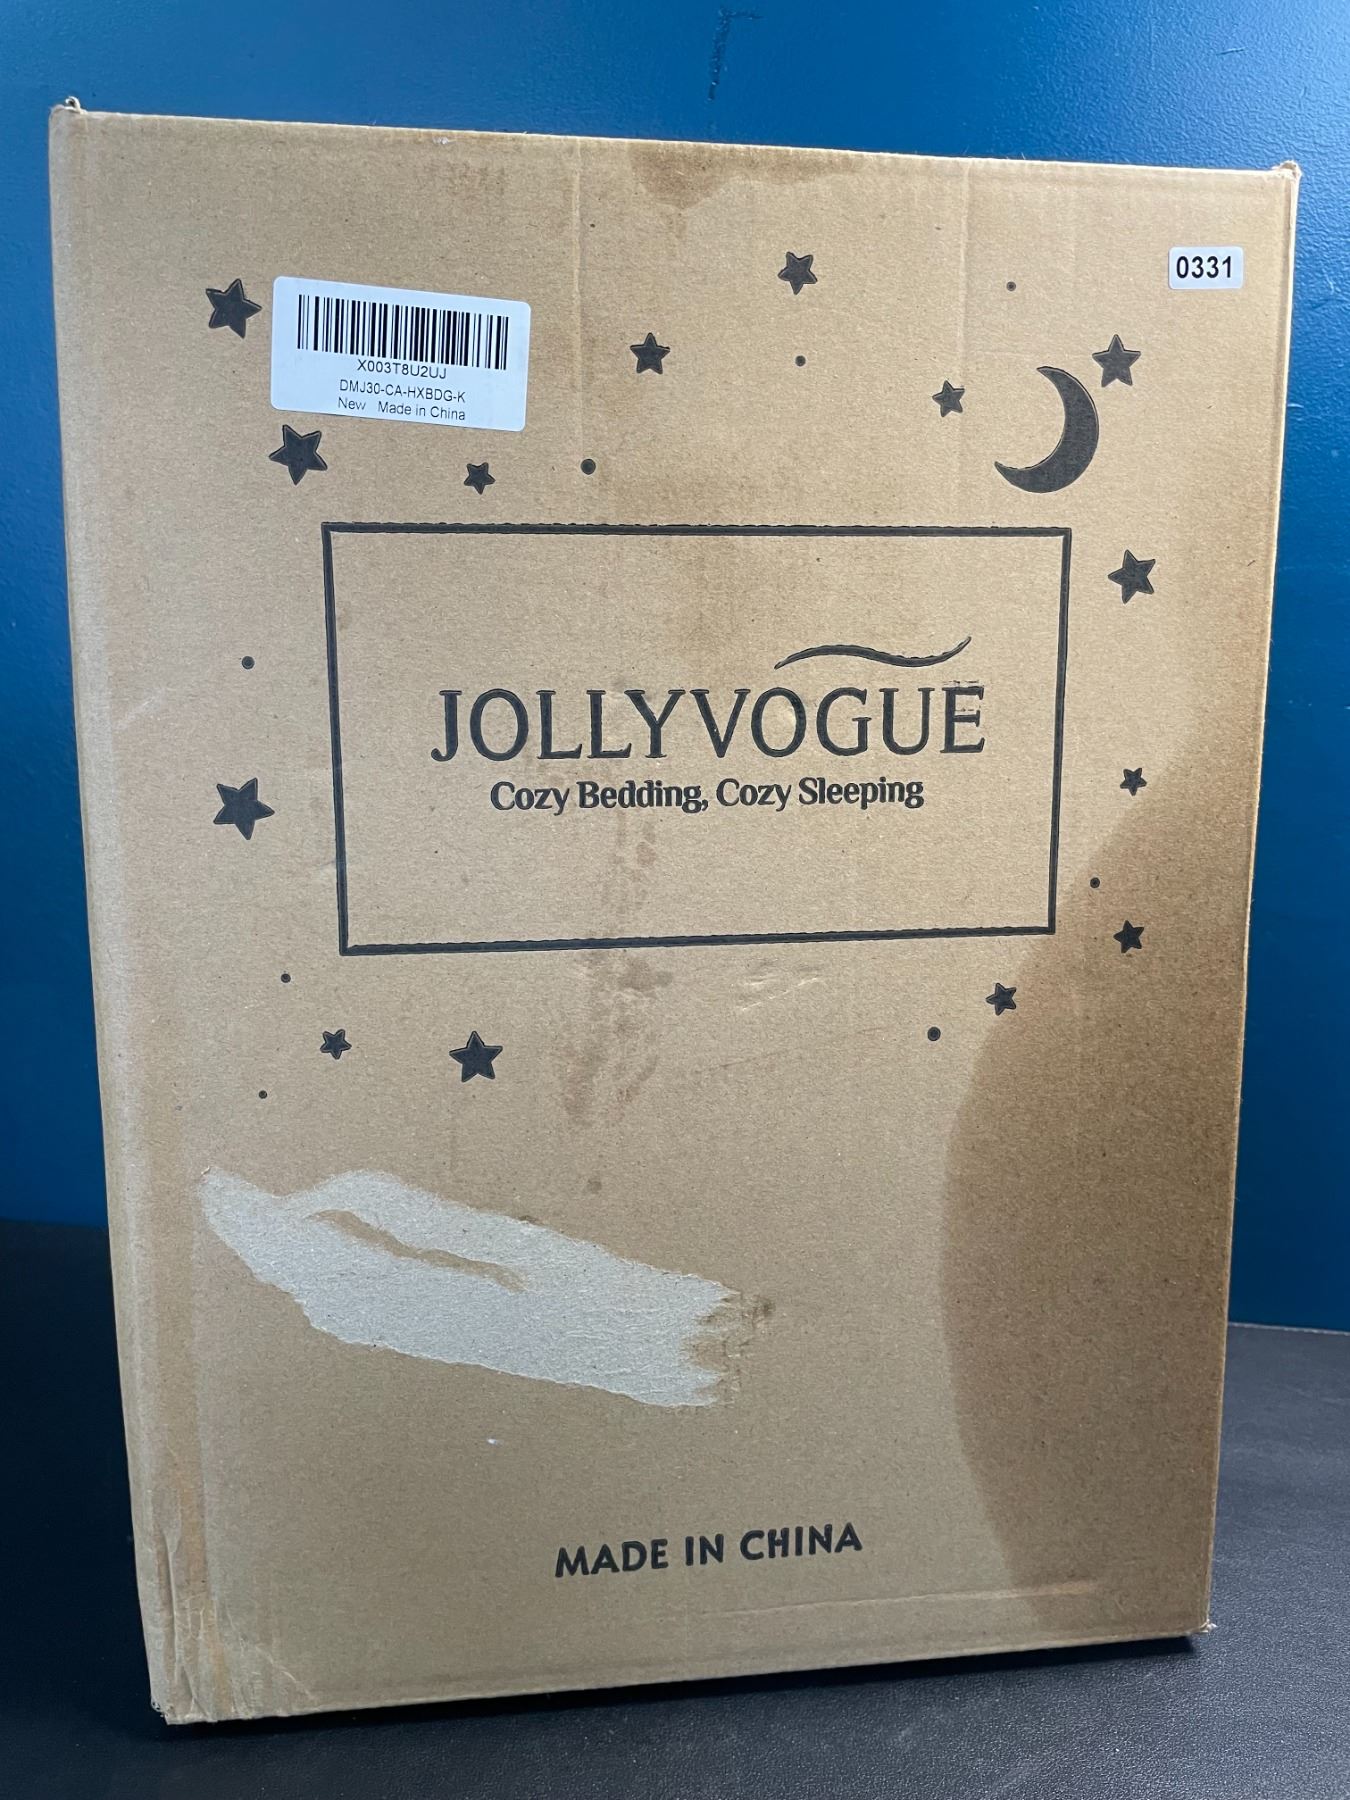 0331
X003T8U2UJ
DMJ30-CA-HXBDG-K
New Made in China
JOLLYVOGUE
Cozy Bedding, Cozy Sleeping
MADE IN CHINA